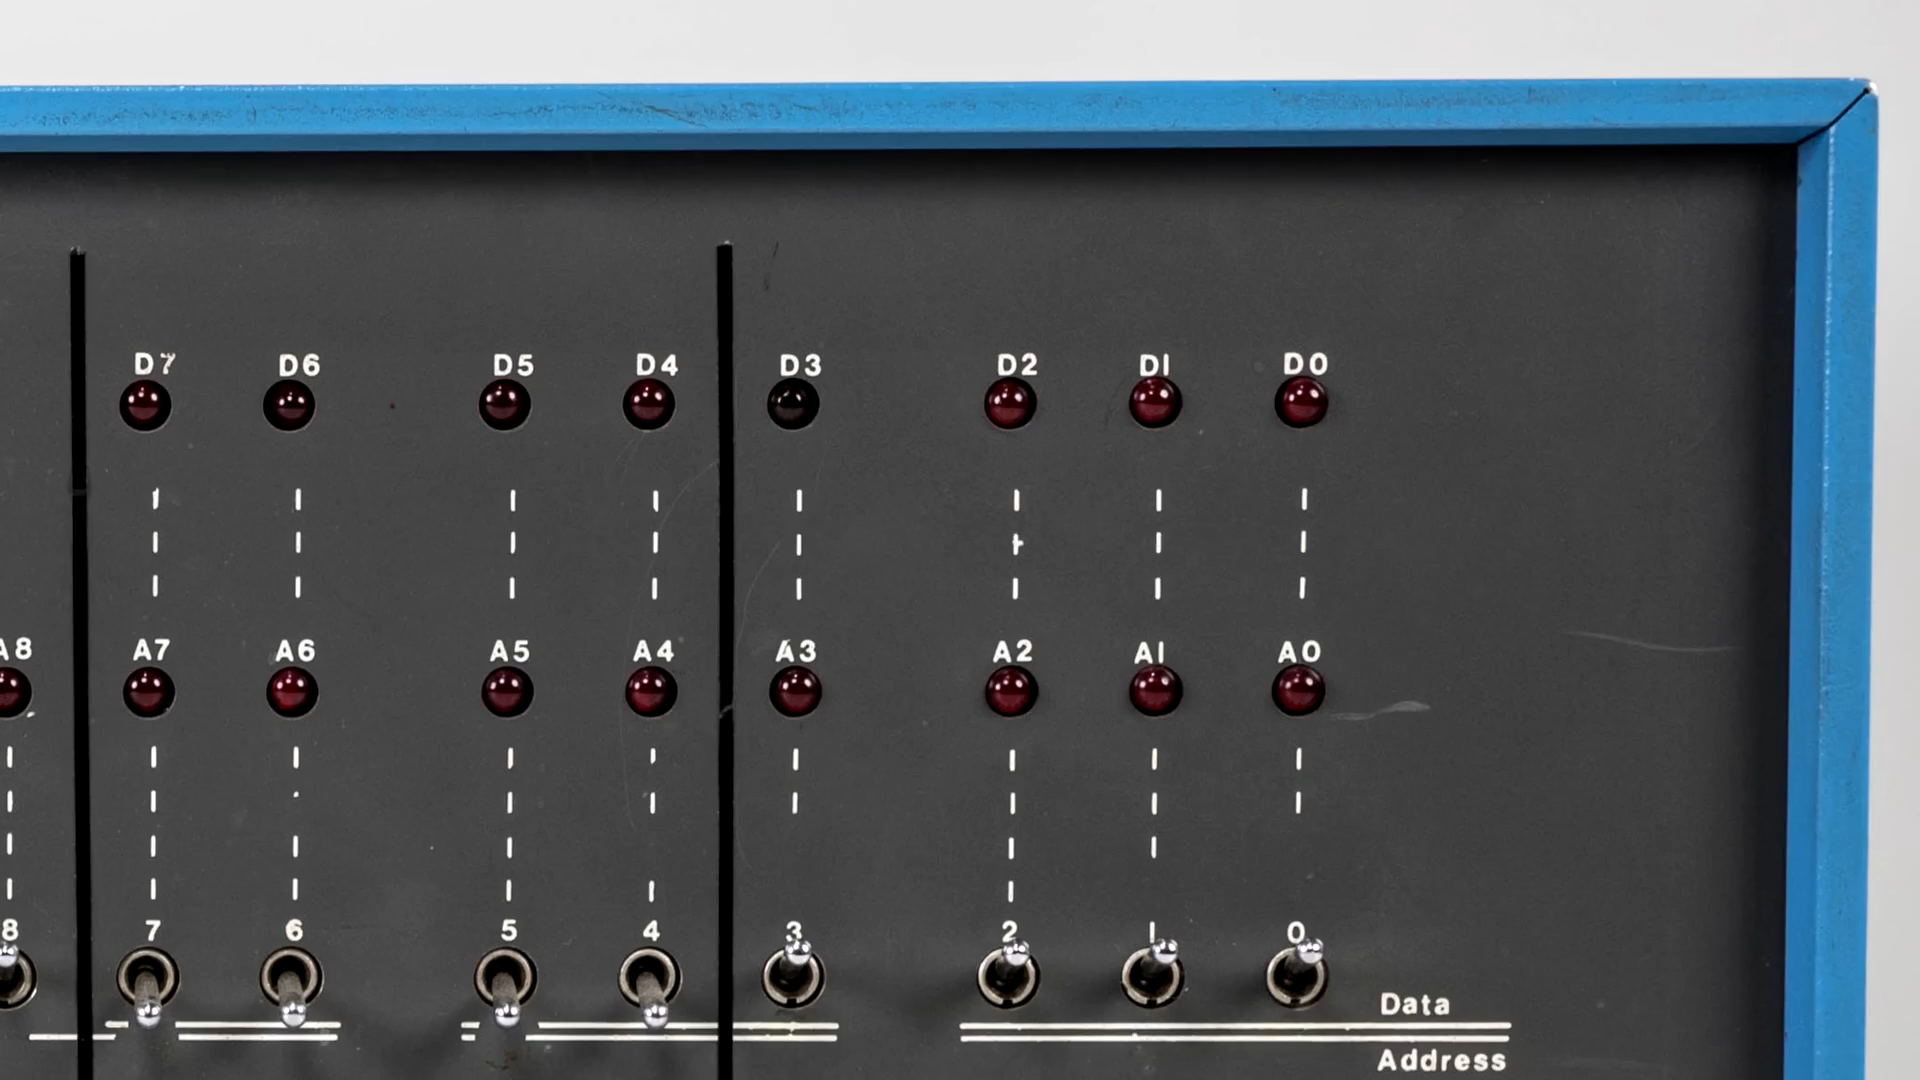 D7 D6 D5 D4 D3 D2 D1 D0
A8 A7 A6 A5 A4 A3 A2 A1 A0
8 7 6 5 4 3 2 1 0
Data
Address